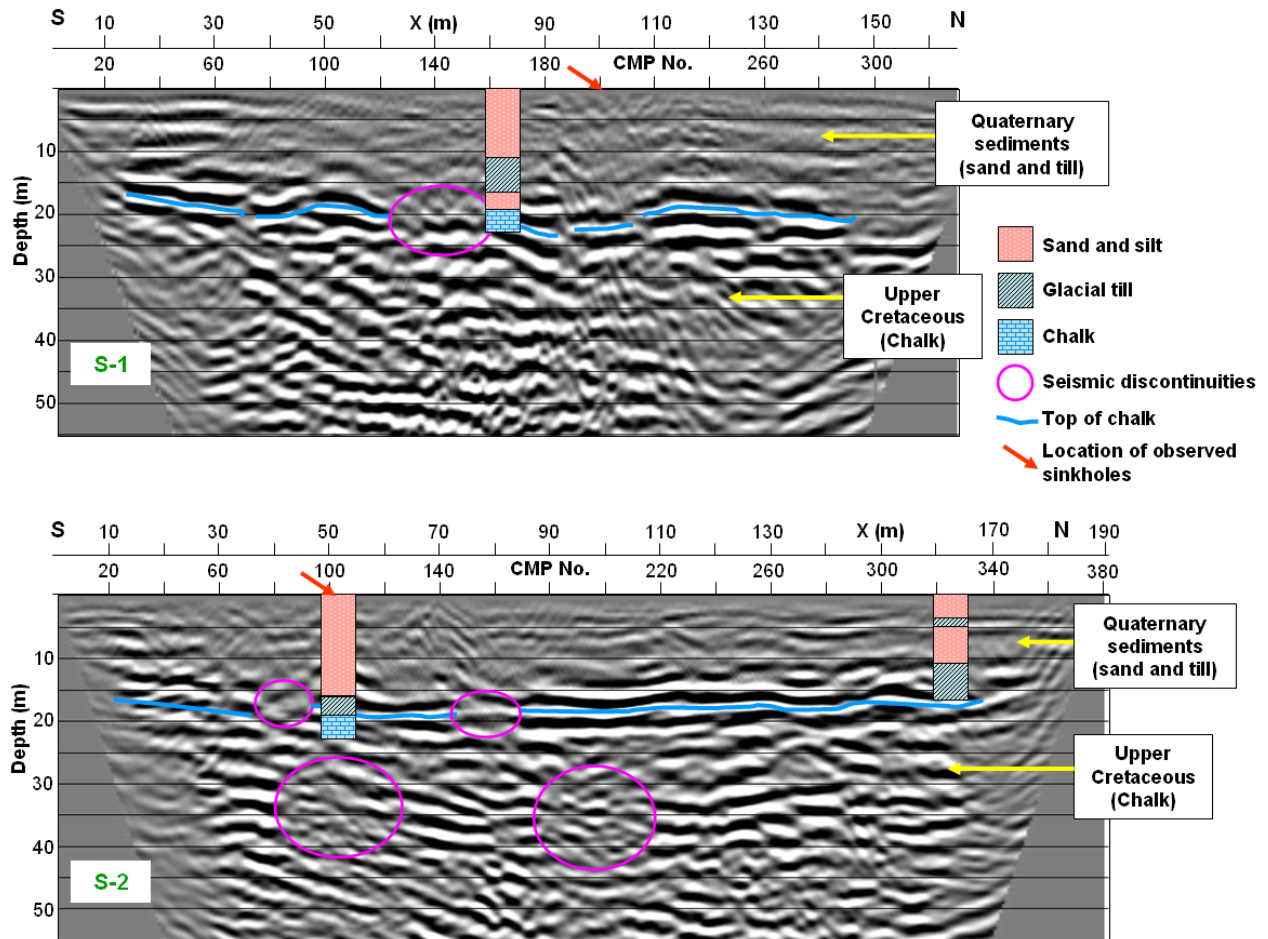 S 10 30 50 X (m) 90 110 130 150 N
20 60 100 140 180 CMP No. 260 300
Depth (m)
10
20
30
40
50
S-1
Quaternary
sediments
(sand and till)
Upper
Cretaceous
(Chalk)
Sand and silt
Glacial till
Chalk
Seismic discontinuities
Top of chalk
Location of observed
sinkholes
S 10 30 50 70 90 110 130 X (m) 170 N 190
20 60 100 140 CMP No. 220 260 300 340 380
Depth (m)
10
20
30
40
50
S-2
Quaternary
sediments
(sand and till)
Upper
Cretaceous
(Chalk)